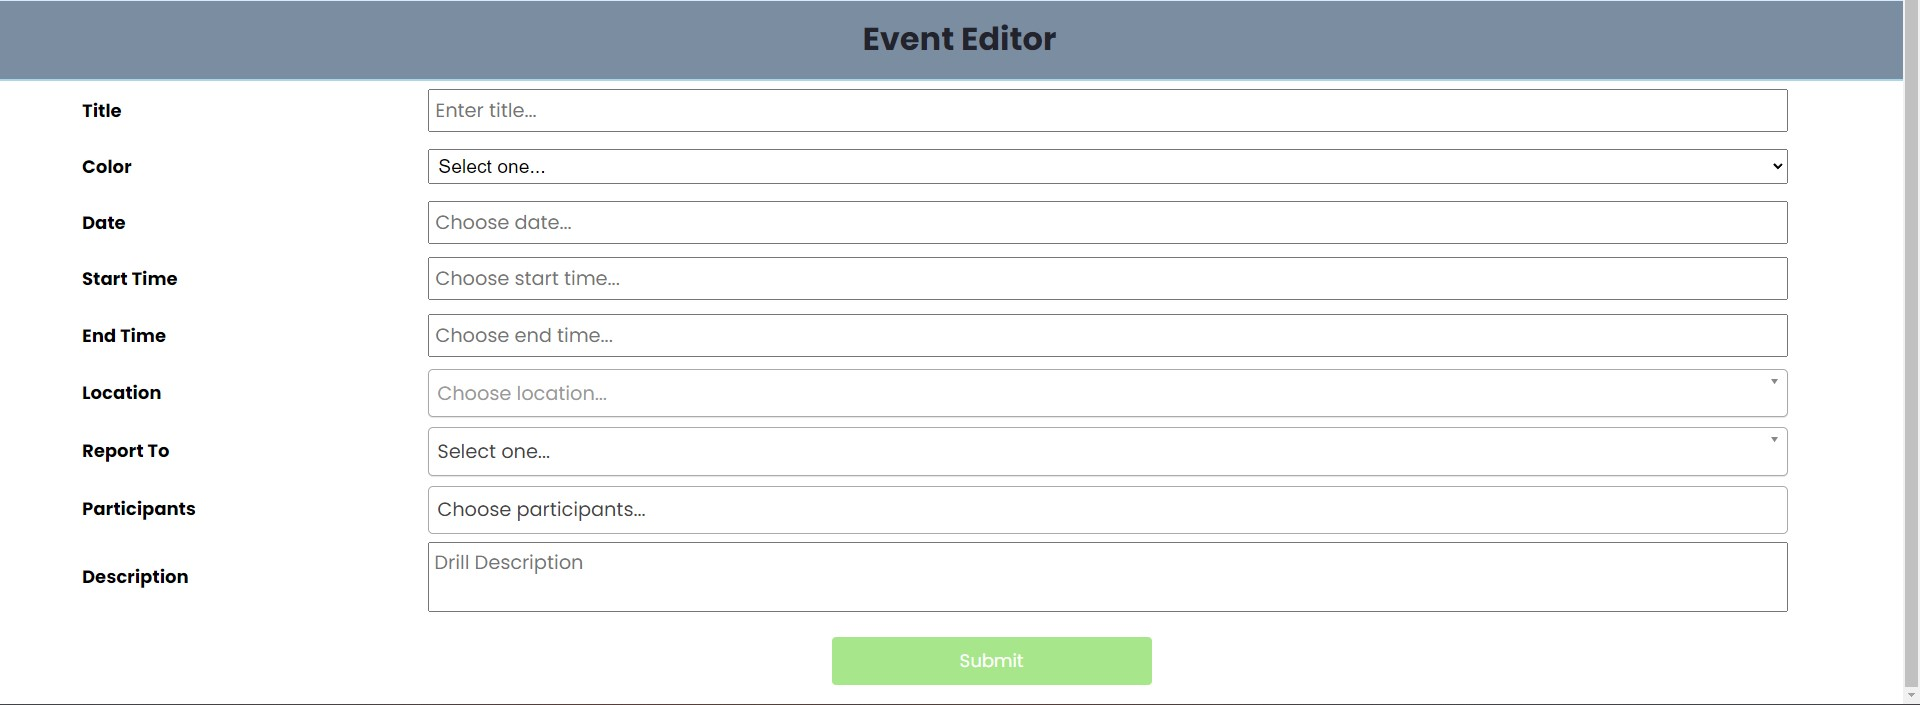 Event Editor
Title
Enter title...
Color
Select one...
Date
Choose date...
Start Time
Choose start time...
End Time
Choose end time...
Location
Choose location...
Report To
Select one...
Participants
Choose participants...
Description
Drill Description
Submit